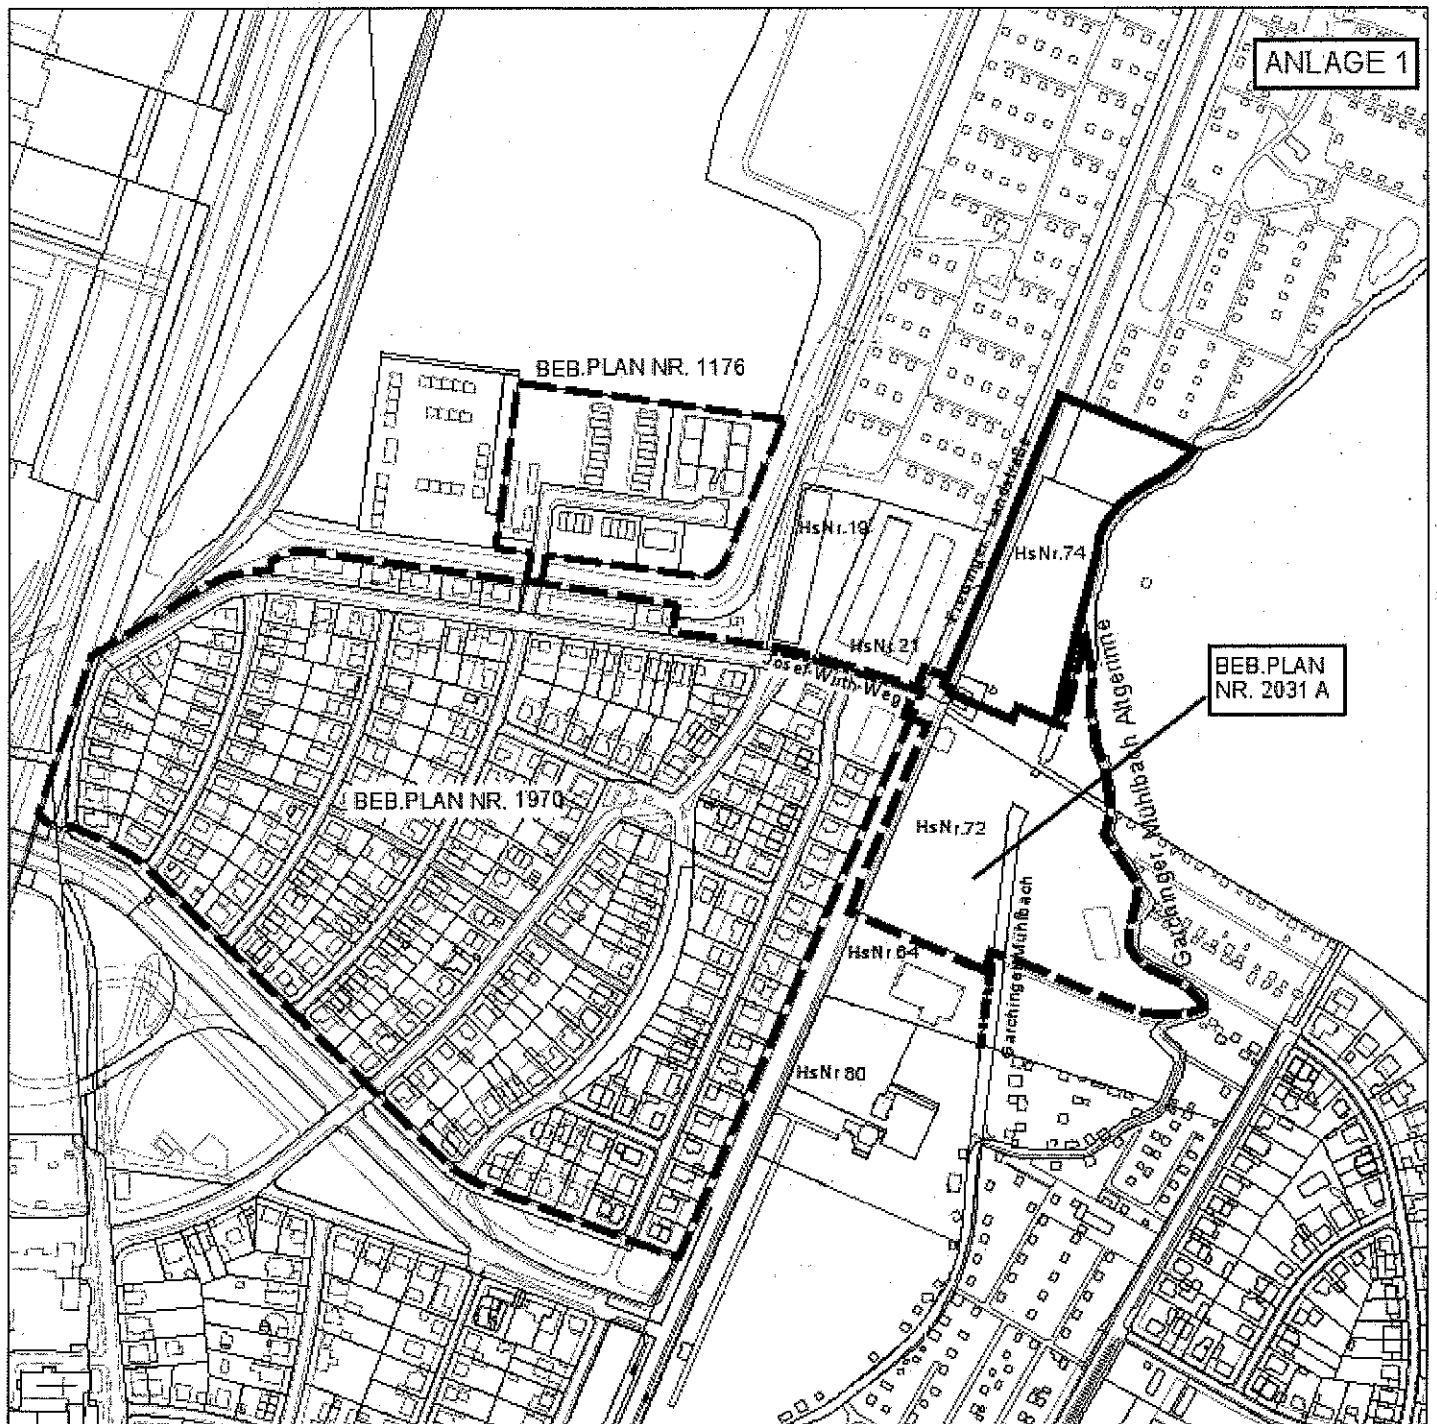 ANLAGE 1
BEB.PLAN NR. 1176
HsNr.19
HsNr.74
HsNr.21
Josef-Wirth-Weg
BEB.PLAN
NR. 2031 A
BEB.PLAN NR. 1970
HsNr.72
Garchinger Mühlbach Altgerinne
Garchinger Mühlbach
HsNr.64
HsNr 80